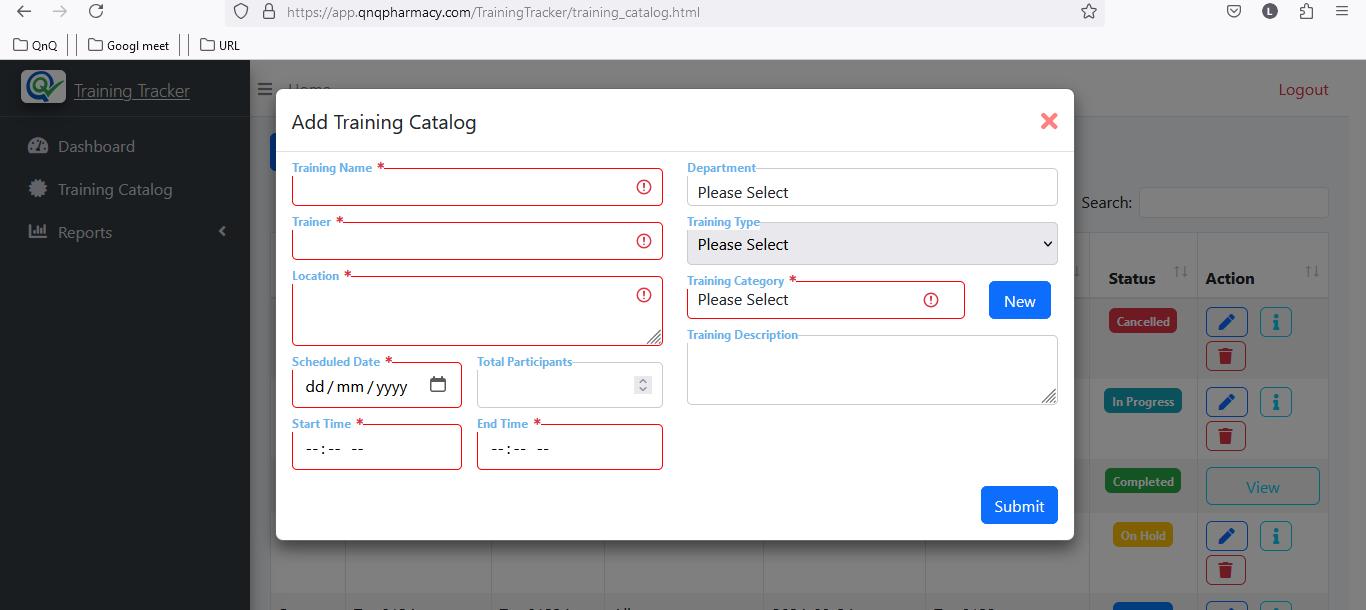 https://app.qnqpharmacy.com/TrainingTracker/training_catalog.html
L
QnQ
Googl meet
URL
Training Tracker
Home
Logout
Dashboard
Training Catalog
Reports
Add Training Catalog
Training Name *
Department
Please Select
Trainer *
Training Type
Please Select
Location *
Training Category *
Please Select
New
Training Description
Scheduled Date *
dd / mm / yyyy
Total Participants
Start Time *
--:-- --
End Time *
--:-- --
Submit
Search:
Status
Action
Cancelled
In Progress
Completed
View
On Hold